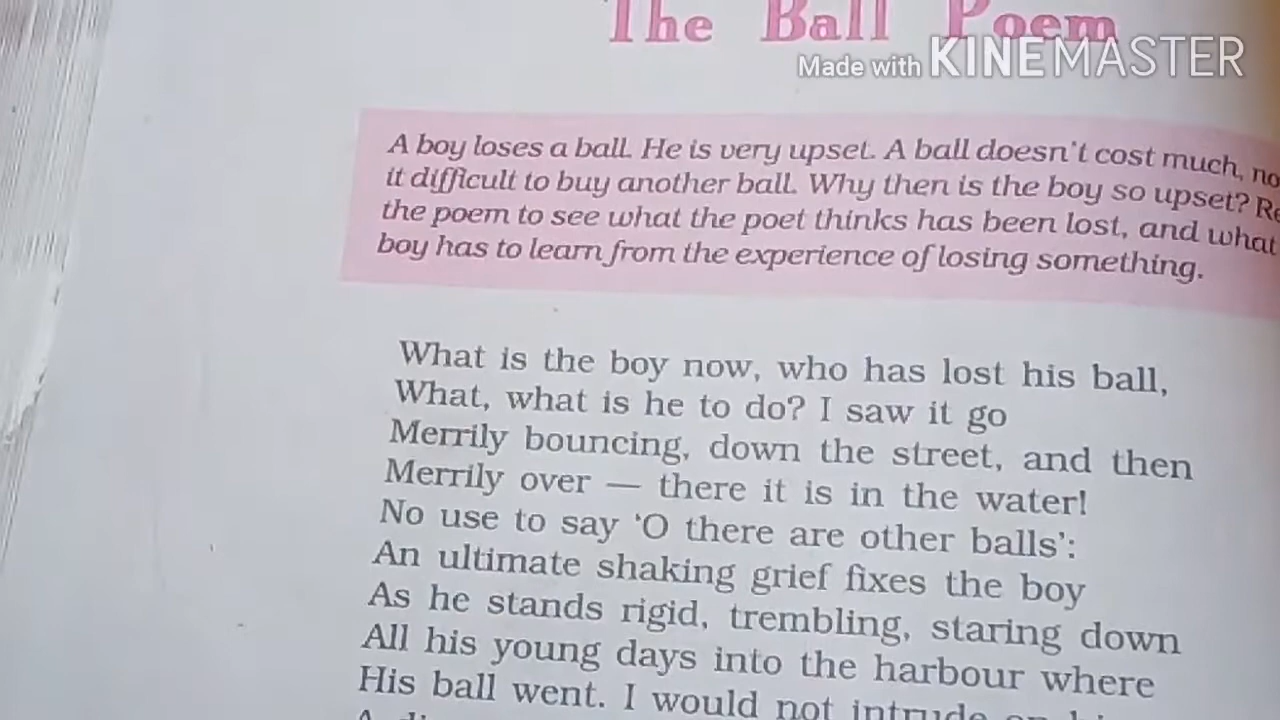 The Ball Poem
Made with KINEMASTER
A boy loses a ball. He is very upset. A ball doesn't cost much,
it difficult to buy another ball. Why then is the boy so upset?
the poem to see what the poet thinks has been lost, and what
boy has to learn from the experience of losing something.
What is the boy now, who has lost his ball,
What, what is he to do? I saw it go
Merrily bouncing, down the street, and then
Merrily over — there it is in the water!
No use to say ‘O there are other balls’:
An ultimate shaking grief fixes the boy
As he stands rigid, trembling, staring down
All his young days into the harbour where
His ball went. I would not intrude